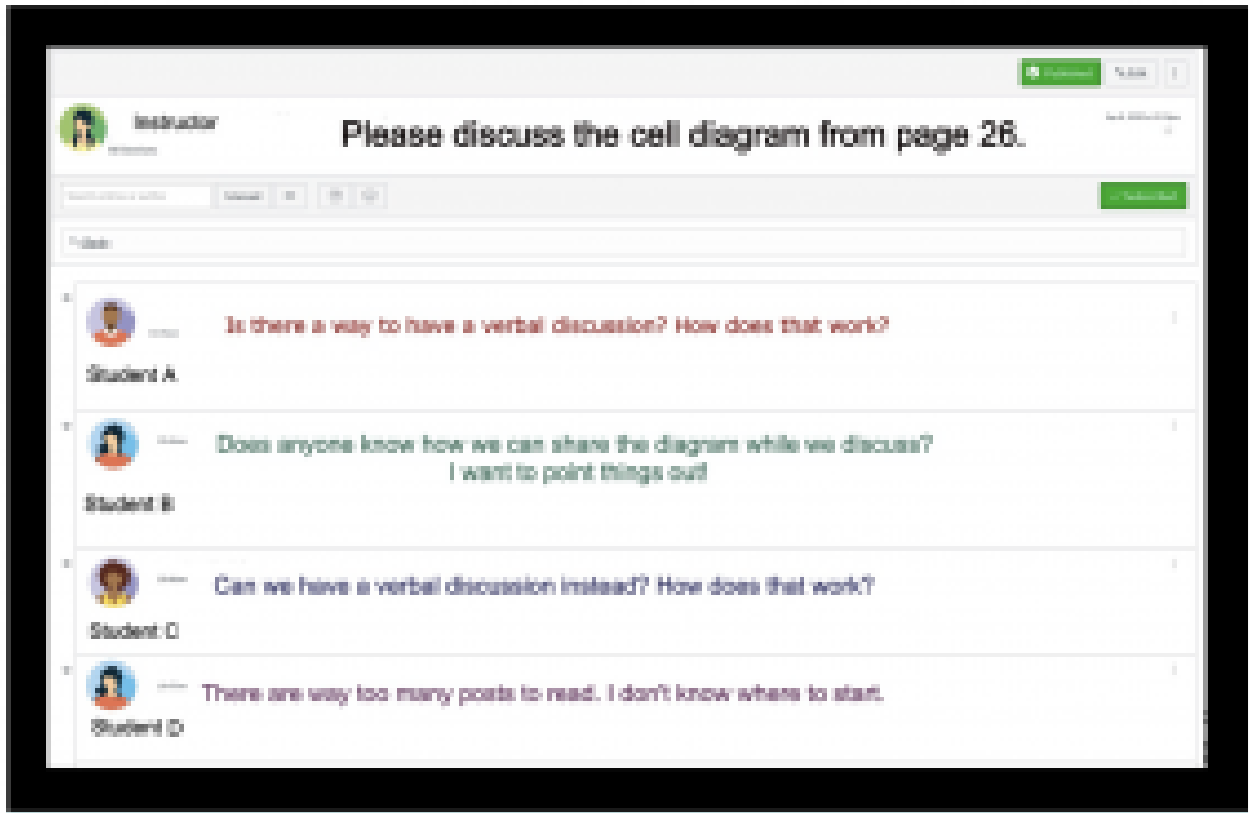 Instructor
Please discuss the cell diagram from page 26.
Is there a way to have a verbal discussion? How does that work?
Student A
Does anyone know how we can share the diagram while we discuss?
I want to point things out!
Student B
Can we have a verbal discussion instead? How does that work?
Student C
There are way too many posts to read. I don't know where to start.
Student D